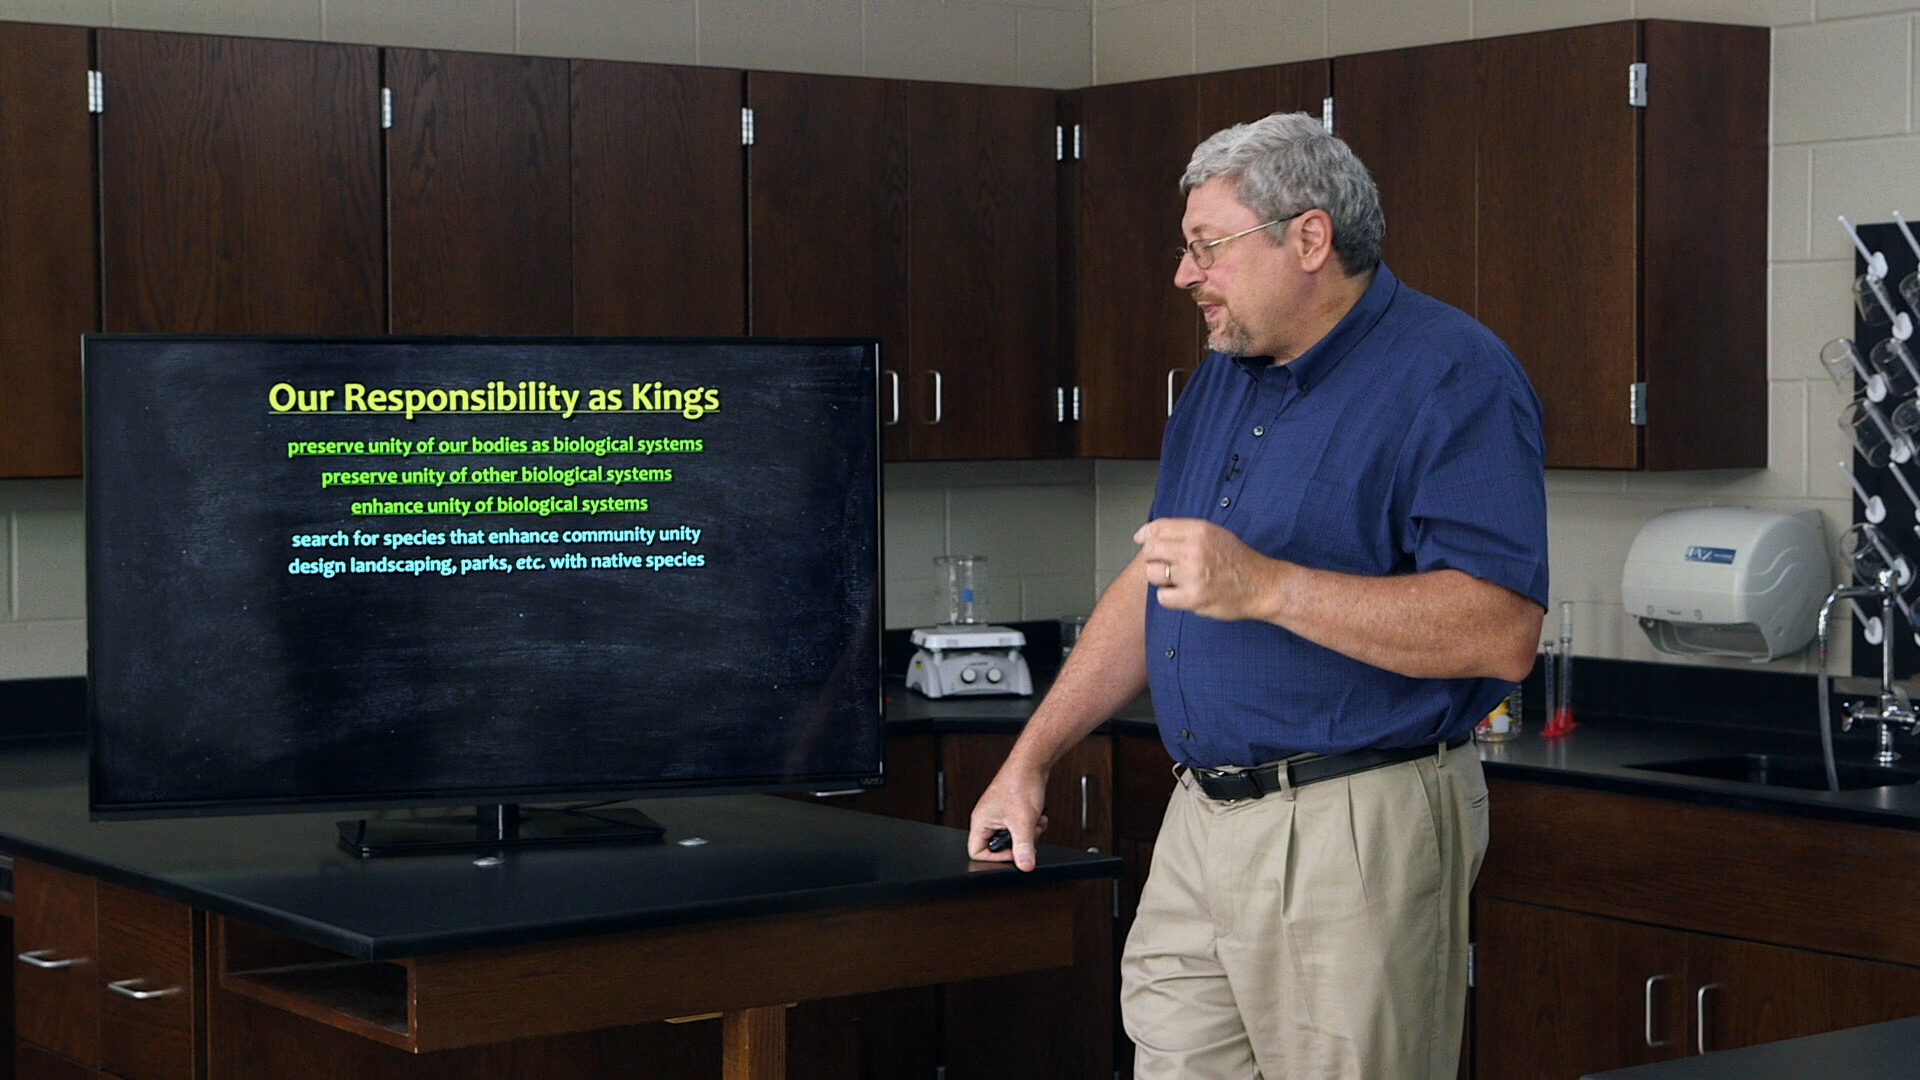 Our Responsibility as Kings
preserve unity of our bodies as biological systems
preserve unity of other biological systems
enhance unity of biological systems
search for species that enhance community unity
design landscaping, parks, etc. with native species
VIZIO